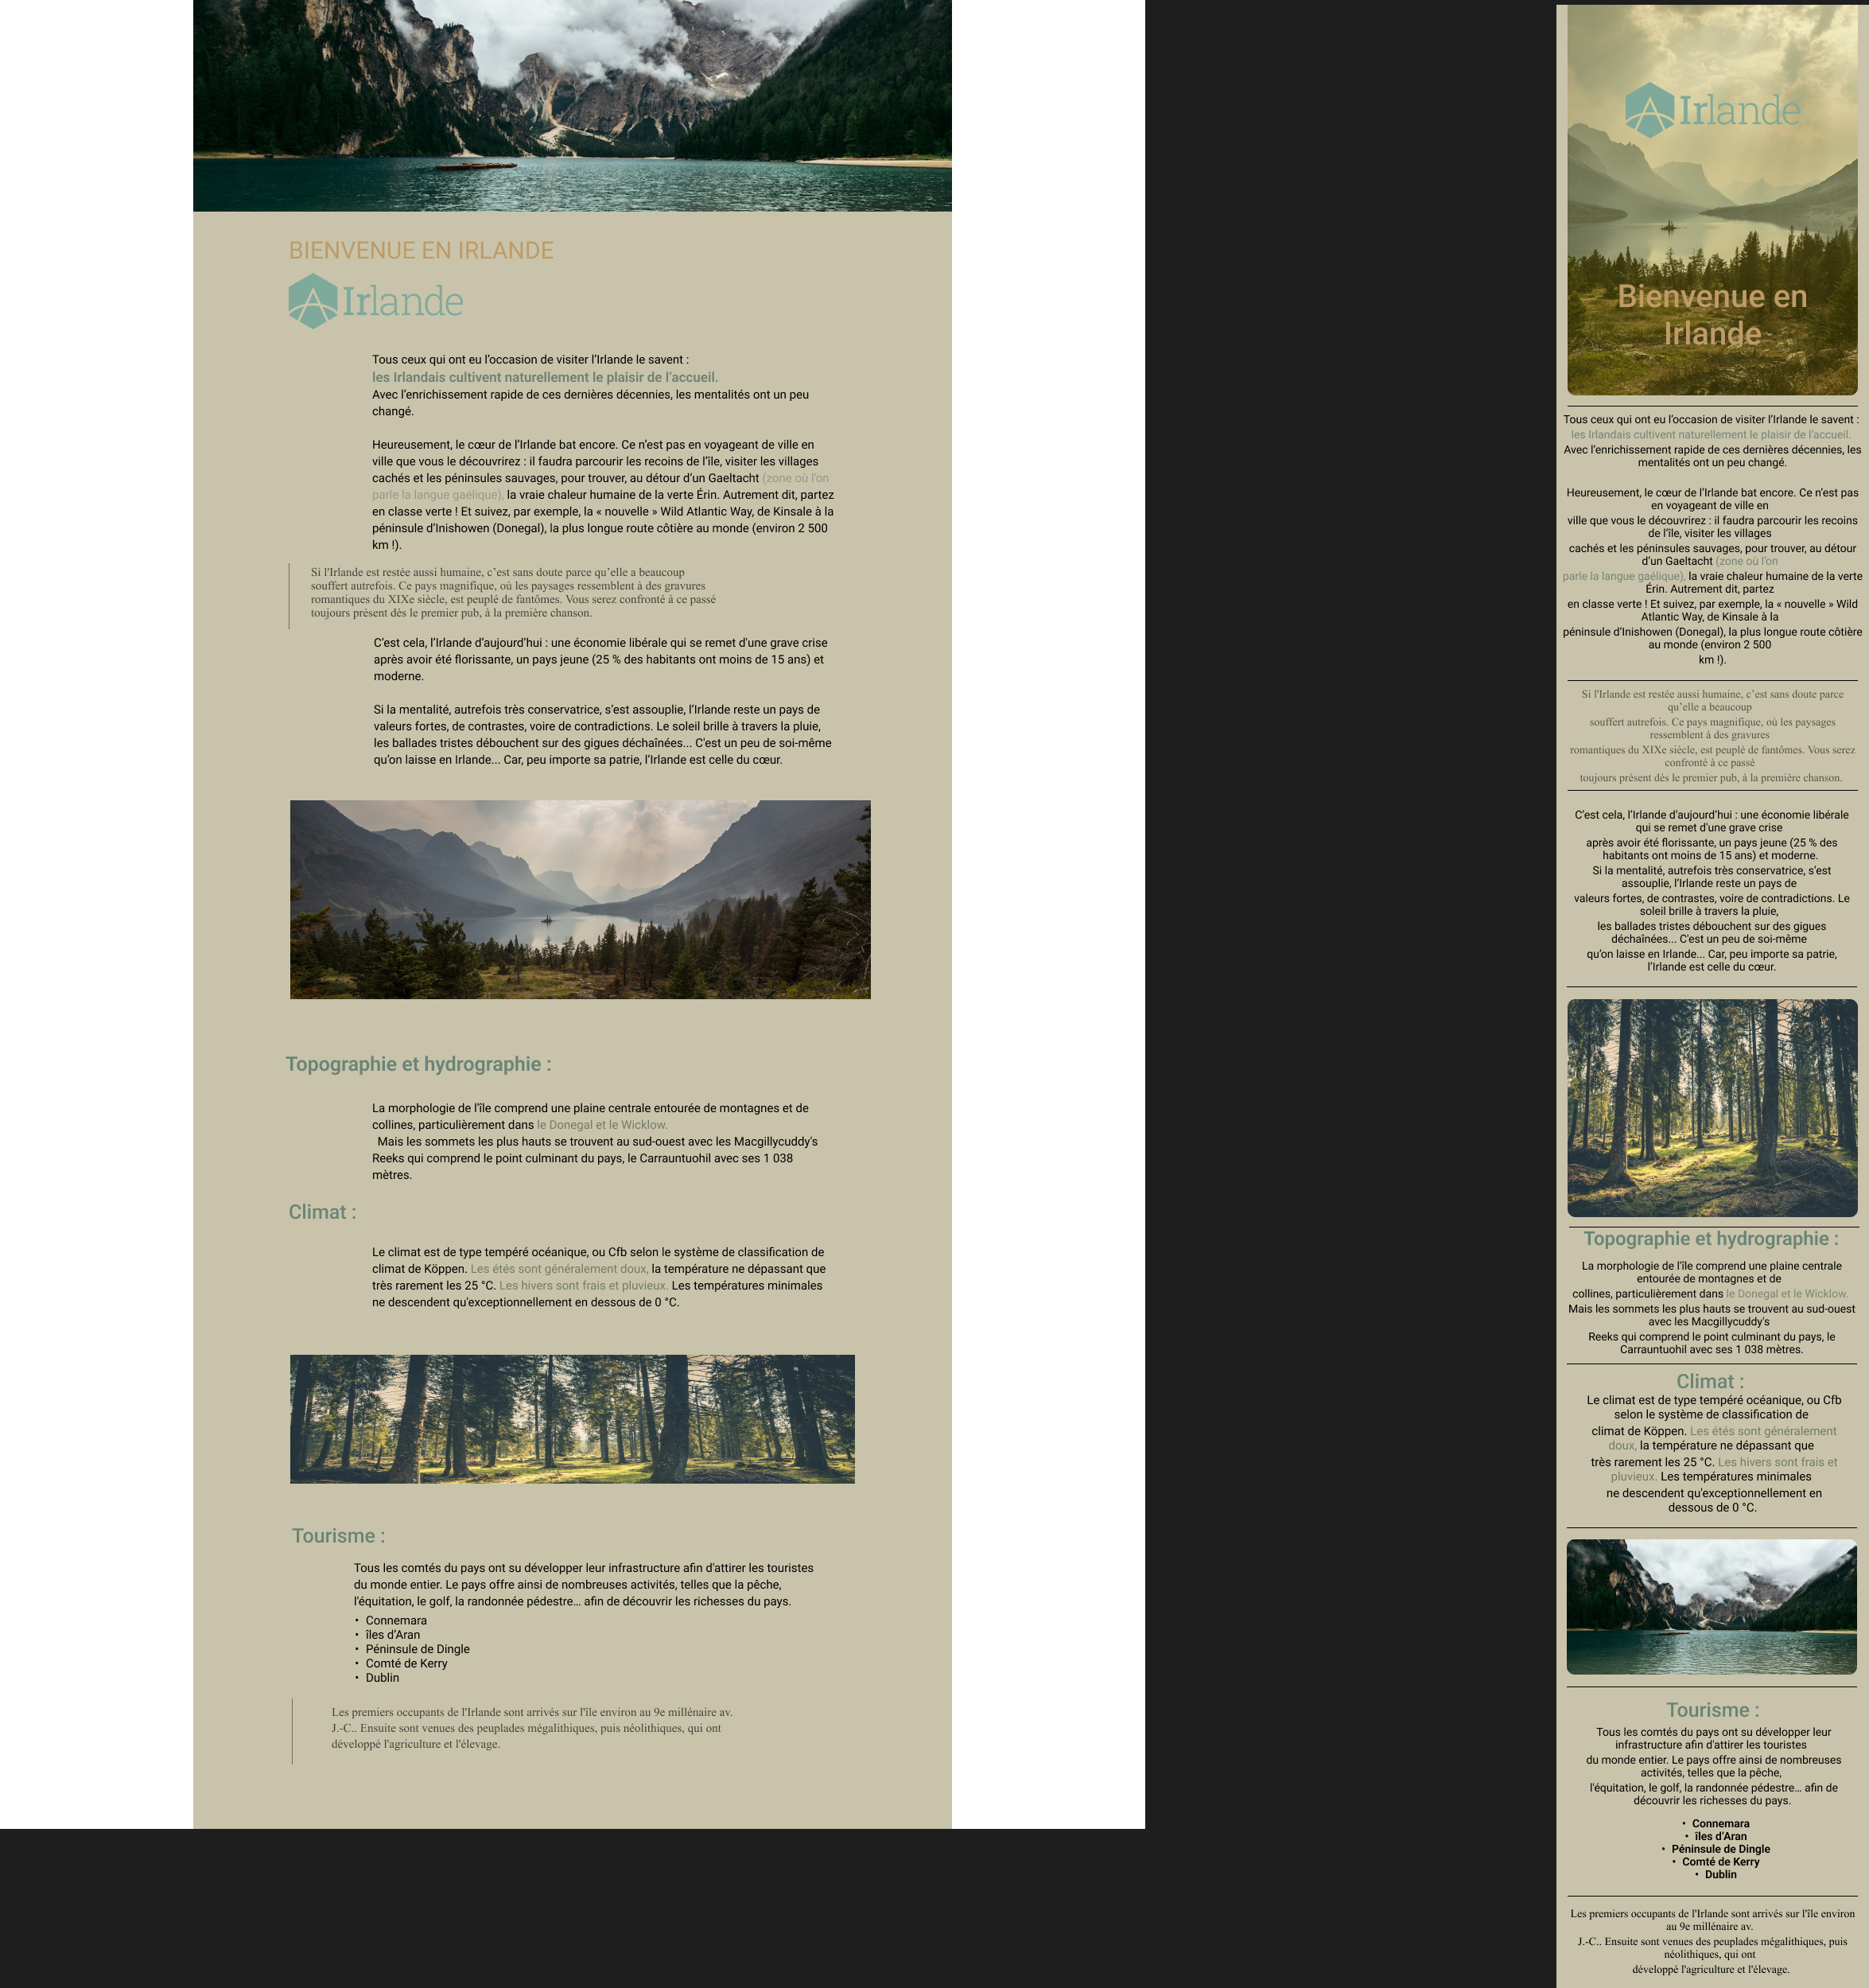 BIENVENUE EN IRLANDE
Irlande
Tous ceux qui ont eu l’occasion de visiter l’Irlande le savent :
les Irlandais cultivent naturellement le plaisir de l’accueil.
Avec l’enrichissement rapide de ces dernières décennies, les mentalités ont un peu
changé.
Heureusement, le cœur de l’Irlande bat encore. Ce n’est pas en voyageant de ville en
ville que vous le découvrirez : il faudra parcourir les recoins de l’île, visiter les villages
cachés et les péninsules sauvages, pour trouver, au détour d’un Gaeltacht (zone où l’on
parle la langue gaélique), la vraie chaleur humaine de la verte Érin. Autrement dit, partez
en classe verte ! Et suivez, par exemple, la « nouvelle » Wild Atlantic Way, de Kinsale à la
péninsule d’Inishowen (Donegal), la plus longue route côtière au monde (environ 2 500
km !).
Si l'Irlande est restée aussi humaine, c’est sans doute parce qu’elle a beaucoup
souffert autrefois. Ce pays magnifique, où les paysages ressemblent à des gravures
romantiques du XIXe siècle, est peuplé de fantômes. Vous serez confronté à ce passé
toujours présent dès le premier pub, à la première chanson.
C’est cela, l’Irlande d’aujourd’hui : une économie libérale qui se remet d'une grave crise
après avoir été florissante, un pays jeune (25 % des habitants ont moins de 15 ans) et
moderne.
Si la mentalité, autrefois très conservatrice, s’est assouplie, l’Irlande reste un pays de
valeurs fortes, de contrastes, voire de contradictions. Le soleil brille à travers la pluie,
les ballades tristes débouchent sur des gigues déchaînées... C'est un peu de soi-même
qu’on laisse en Irlande... Car, peu importe sa patrie, l’Irlande est celle du cœur.
Topographie et hydrographie :
La morphologie de l'île comprend une plaine centrale entourée de montagnes et de
collines, particulièrement dans le Donegal et le Wicklow.
Mais les sommets les plus hauts se trouvent au sud-ouest avec les Macgillycuddy's
Reeks qui comprend le point culminant du pays, le Carrauntuohil avec ses 1 038
mètres.
Climat :
Le climat est de type tempéré océanique, ou Cfb selon le système de classification de
climat de Köppen. Les étés sont généralement doux, la température ne dépassant que
très rarement les 25 °C. Les hivers sont frais et pluvieux. Les températures minimales
ne descendent qu'exceptionnellement en dessous de 0 °C.
Tourisme :
Tous les comtés du pays ont su développer leur infrastructure afin d'attirer les touristes
du monde entier. Le pays offre ainsi de nombreuses activités, telles que la pêche,
l'équitation, le golf, la randonnée pédestre… afin de découvrir les richesses du pays.
• Connemara
• îles d’Aran
• Péninsule de Dingle
• Comté de Kerry
• Dublin
Les premiers occupants de l'Irlande sont arrivés sur l'île environ au 9e millénaire av.
J.-C.. Ensuite sont venues des peuplades mégalithiques, puis néolithiques, qui ont
développé l'agriculture et l'élevage.
Irlande
Bienvenue en
Irlande
Tous ceux qui ont eu l’occasion de visiter l’Irlande le savent :
les Irlandais cultivent naturellement le plaisir de l’accueil.
Avec l’enrichissement rapide de ces dernières décennies, les
mentalités ont un peu changé.
Heureusement, le cœur de l’Irlande bat encore. Ce n’est pas
en voyageant de ville en
ville que vous le découvrirez : il faudra parcourir les recoins
de l’île, visiter les villages
cachés et les péninsules sauvages, pour trouver, au détour
d’un Gaeltacht (zone où l’on
parle la langue gaélique), la vraie chaleur humaine de la verte
Érin. Autrement dit, partez
en classe verte ! Et suivez, par exemple, la « nouvelle » Wild
Atlantic Way, de Kinsale à la
péninsule d’Inishowen (Donegal), la plus longue route côtière
au monde (environ 2 500
km !).
Si l'Irlande est restée aussi humaine, c’est sans doute parce
qu’elle a beaucoup
souffert autrefois. Ce pays magnifique, où les paysages
ressemblent à des gravures
romantiques du XIXe siècle, est peuplé de fantômes. Vous serez
confronté à ce passé
toujours présent dès le premier pub, à la première chanson.
C’est cela, l’Irlande d’aujourd’hui : une économie libérale
qui se remet d'une grave crise
après avoir été florissante, un pays jeune (25 % des
habitants ont moins de 15 ans) et moderne.
Si la mentalité, autrefois très conservatrice, s’est
assouplie, l’Irlande reste un pays de
valeurs fortes, de contrastes, voire de contradictions. Le
soleil brille à travers la pluie,
les ballades tristes débouchent sur des gigues
déchaînées... C'est un peu de soi-même
qu’on laisse en Irlande... Car, peu importe sa patrie,
l’Irlande est celle du cœur.
Topographie et hydrographie :
La morphologie de l'île comprend une plaine centrale
entourée de montagnes et de
collines, particulièrement dans le Donegal et le Wicklow.
Mais les sommets les plus hauts se trouvent au sud-ouest
avec les Macgillycuddy's
Reeks qui comprend le point culminant du pays, le
Carrauntuohil avec ses 1 038 mètres.
Climat :
Le climat est de type tempéré océanique, ou Cfb
selon le système de classification de
climat de Köppen. Les étés sont généralement
doux, la température ne dépassant que
très rarement les 25 °C. Les hivers sont frais et
pluvieux. Les températures minimales
ne descendent qu'exceptionnellement en
dessous de 0 °C.
Tourisme :
Tous les comtés du pays ont su développer leur
infrastructure afin d'attirer les touristes
du monde entier. Le pays offre ainsi de nombreuses
activités, telles que la pêche,
l'équitation, le golf, la randonnée pédestre… afin de
découvrir les richesses du pays.
• Connemara
• îles d’Aran
• Péninsule de Dingle
• Comté de Kerry
• Dublin
Les premiers occupants de l'Irlande sont arrivés sur l'île environ
au 9e millénaire av.
J.-C.. Ensuite sont venues des peuplades mégalithiques, puis
néolithiques, qui ont
développé l'agriculture et l'élevage.